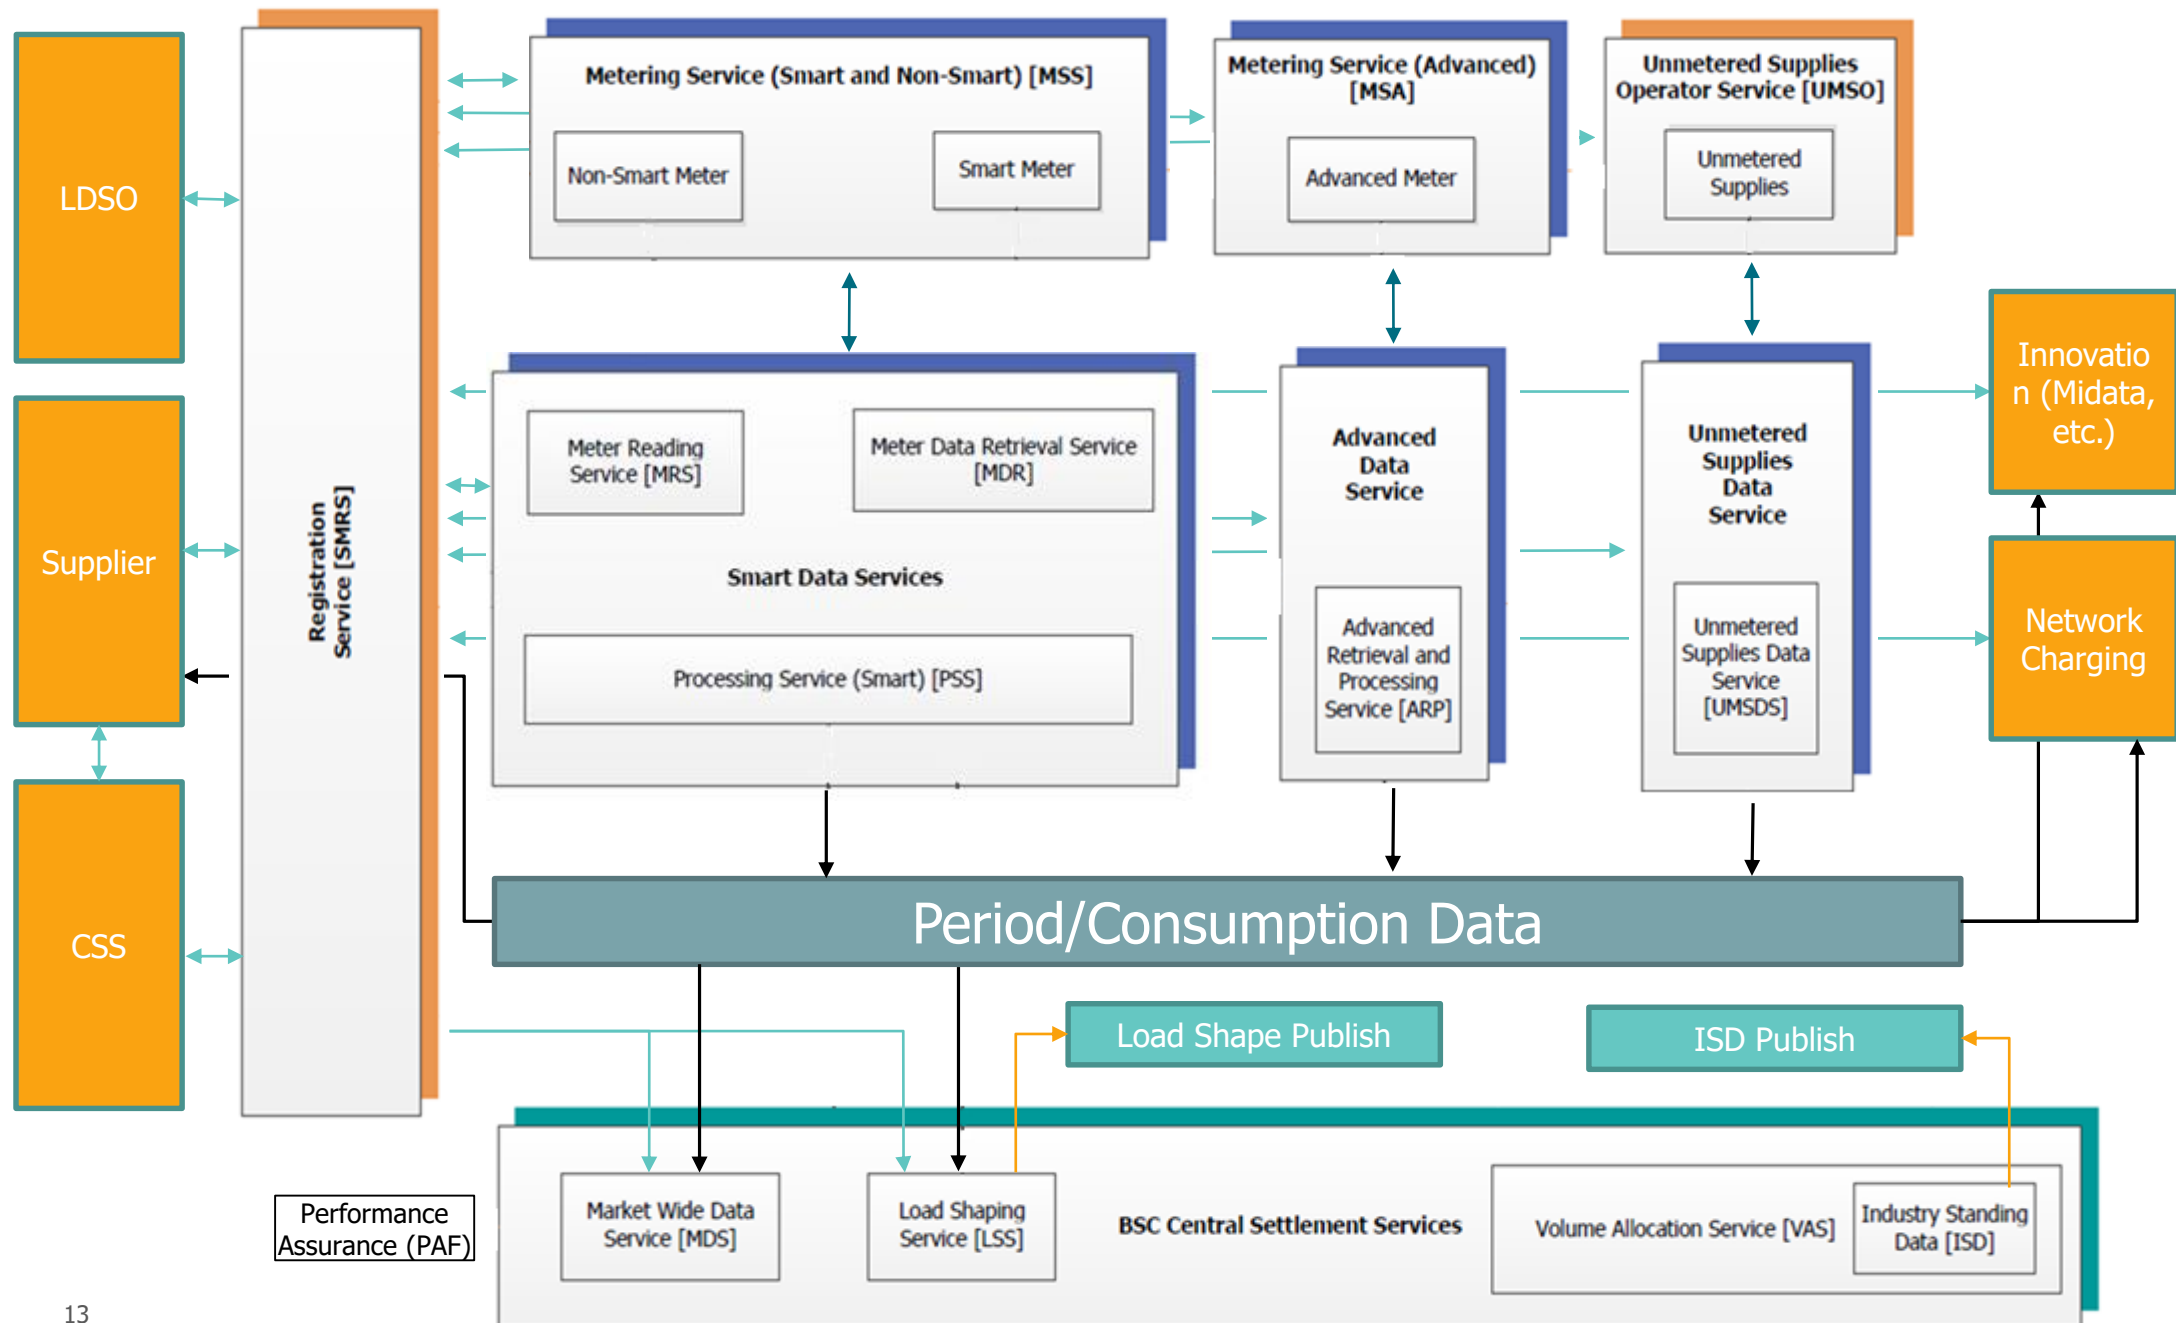 LDSO
Supplier
CSS
Registration
Service [SMRS]
Metering Service (Smart and Non-Smart) [MSS]
Non-Smart Meter
Smart Meter
Metering Service (Advanced)
[MSA]
Advanced Meter
Unmetered Supplies
Operator Service [UMSO]
Unmetered
Supplies
Meter Reading
Service [MRS]
Meter Data Retrieval Service
[MDR]
Smart Data Services
Processing Service (Smart) [PSS]
Advanced
Data
Service
Advanced
Retrieval and
Processing
Service [ARP]
Unmetered
Supplies
Data
Service
Unmetered
Supplies Data
Service
[UMSDS]
Innovatio
n (Midata,
etc.)
Network
Charging
Period/Consumption Data
Load Shape Publish
ISD Publish
Performance
Assurance (PAF)
Market Wide Data
Service [MDS]
Load Shaping
Service [LSS]
BSC Central Settlement Services
Volume Allocation Service [VAS]
Industry Standing
Data [ISD]
13